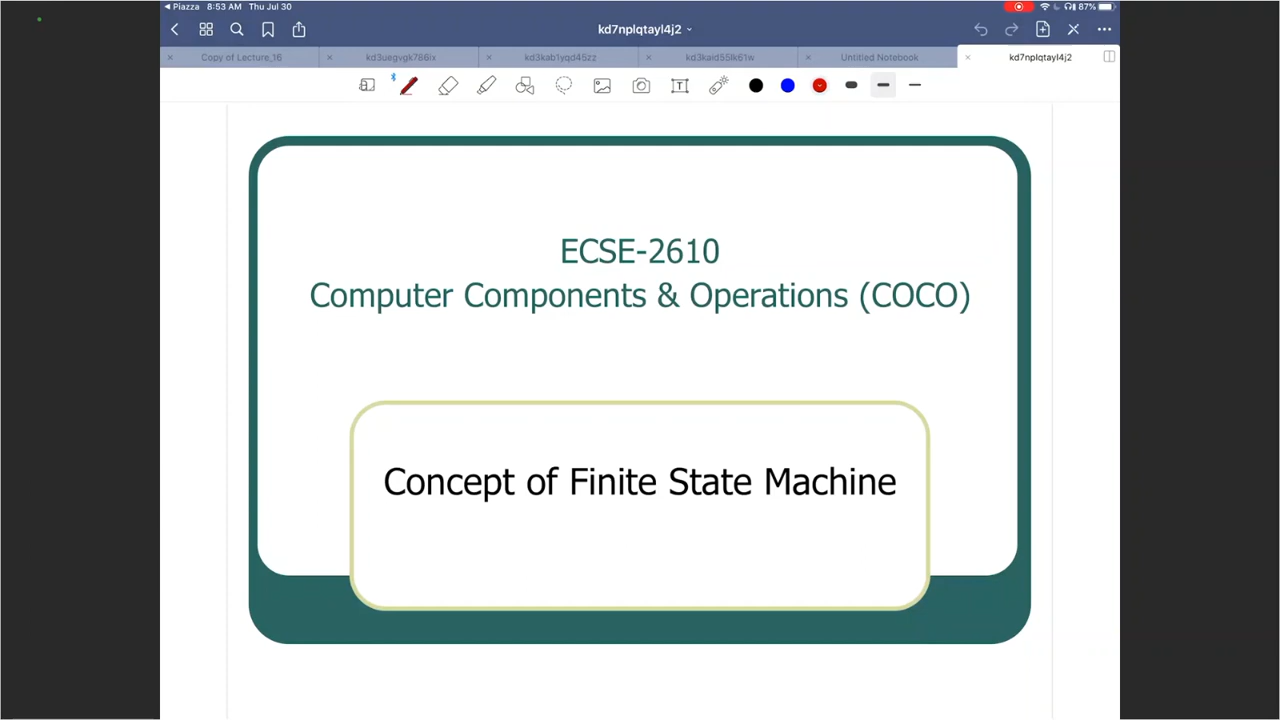 Piazza 8:53 AM Thu Jul 30
87%
kd7nplqtayl4j2
Copy of Lecture_16
kd3uegvgk786ix
kd3kab1yqd45zz
kd3kaid55lk61w
Untitled Notebook
kd7nplqtayl4j2
ECSE-2610
Computer Components & Operations (COCO)
Concept of Finite State Machine